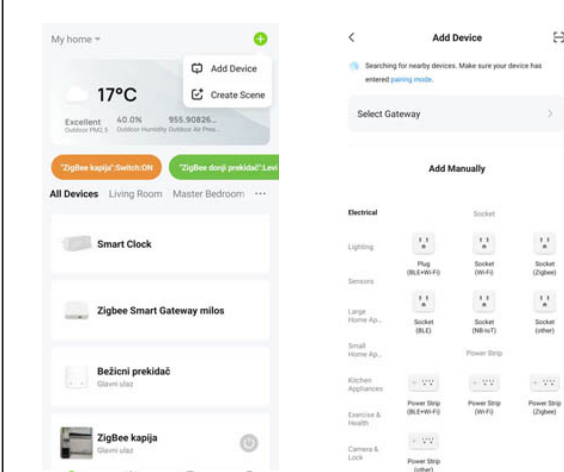 My home
Add Device
Create Scene
17°C
Excellent 40.0% 955.90826...
Outdoor PM2.5 Outdoor Humidity Outdoor Air Pres...
"ZigBee kapija":Switch:ON "ZigBee donji prekidač":Levi
All Devices Living Room Master Bedroom ...
Smart Clock
Zigbee Smart Gateway milos
Bežicni prekidač
Glavni ulaz
ZigBee kapija
Glavni ulaz
Add Device
Searching for nearby devices. Make sure your device has
entered pairing mode.
Select Gateway
Add Manually
Electrical
Lighting
Sensors
Large
Home Ap...
Small
Home Ap...
Kitchen
Appliances
Exercise &
Health
Camera &
Lock
Socket
Plug
(BLE+Wi-Fi)
Socket
(Wi-Fi)
Socket
(Zigbee)
Socket
(BLE)
Socket
(NB-IoT)
Socket
(other)
Power Strip
Power Strip
(BLE+Wi-Fi)
Power Strip
(Wi-Fi)
Power Strip
(Zigbee)
Power Strip
(other)